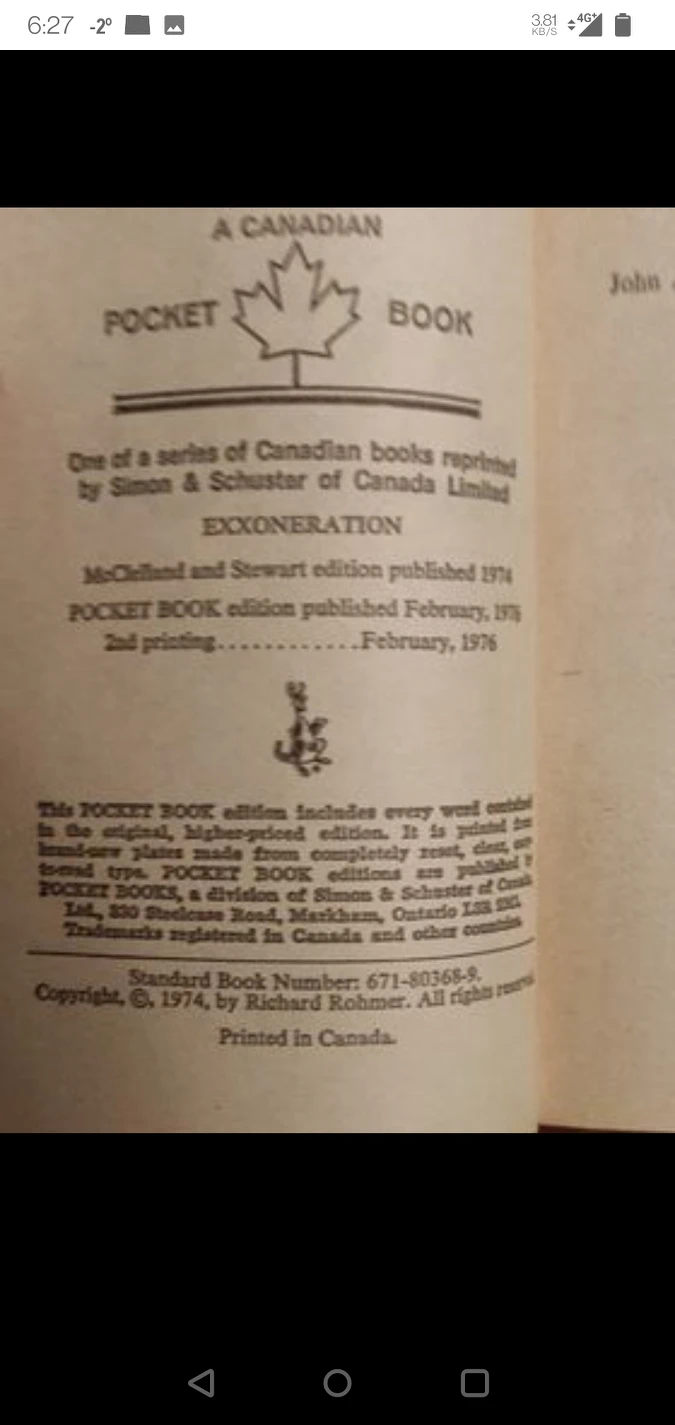 6:27 -2° 3.81 KB/S 4G+
A CANADIAN
POCKET BOOK
One of a series of Canadian books reprinted
by Simon & Schuster of Canada Limited
EXXONERATION
McClelland and Stewart edition published 1974
POCKET BOOK edition published February, 1976
2nd printing............February, 1976
This POCKET BOOK edition includes every word contained
in the original, higher-priced edition. It is printed from
brand-new plates made from completely reset, clear, easy-
to-read type. POCKET BOOK editions are published by
POCKET BOOKS, a division of Simon & Schuster of Canada
Ltd., 330 Steelcase Road, Markham, Ontario L3R
Trademarks registered in Canada and other countries.
Standard Book Number: 671-80368-9.
Copyright, ©, 1974, by Richard Rohmer. All rights reserved
Printed in Canada.
John